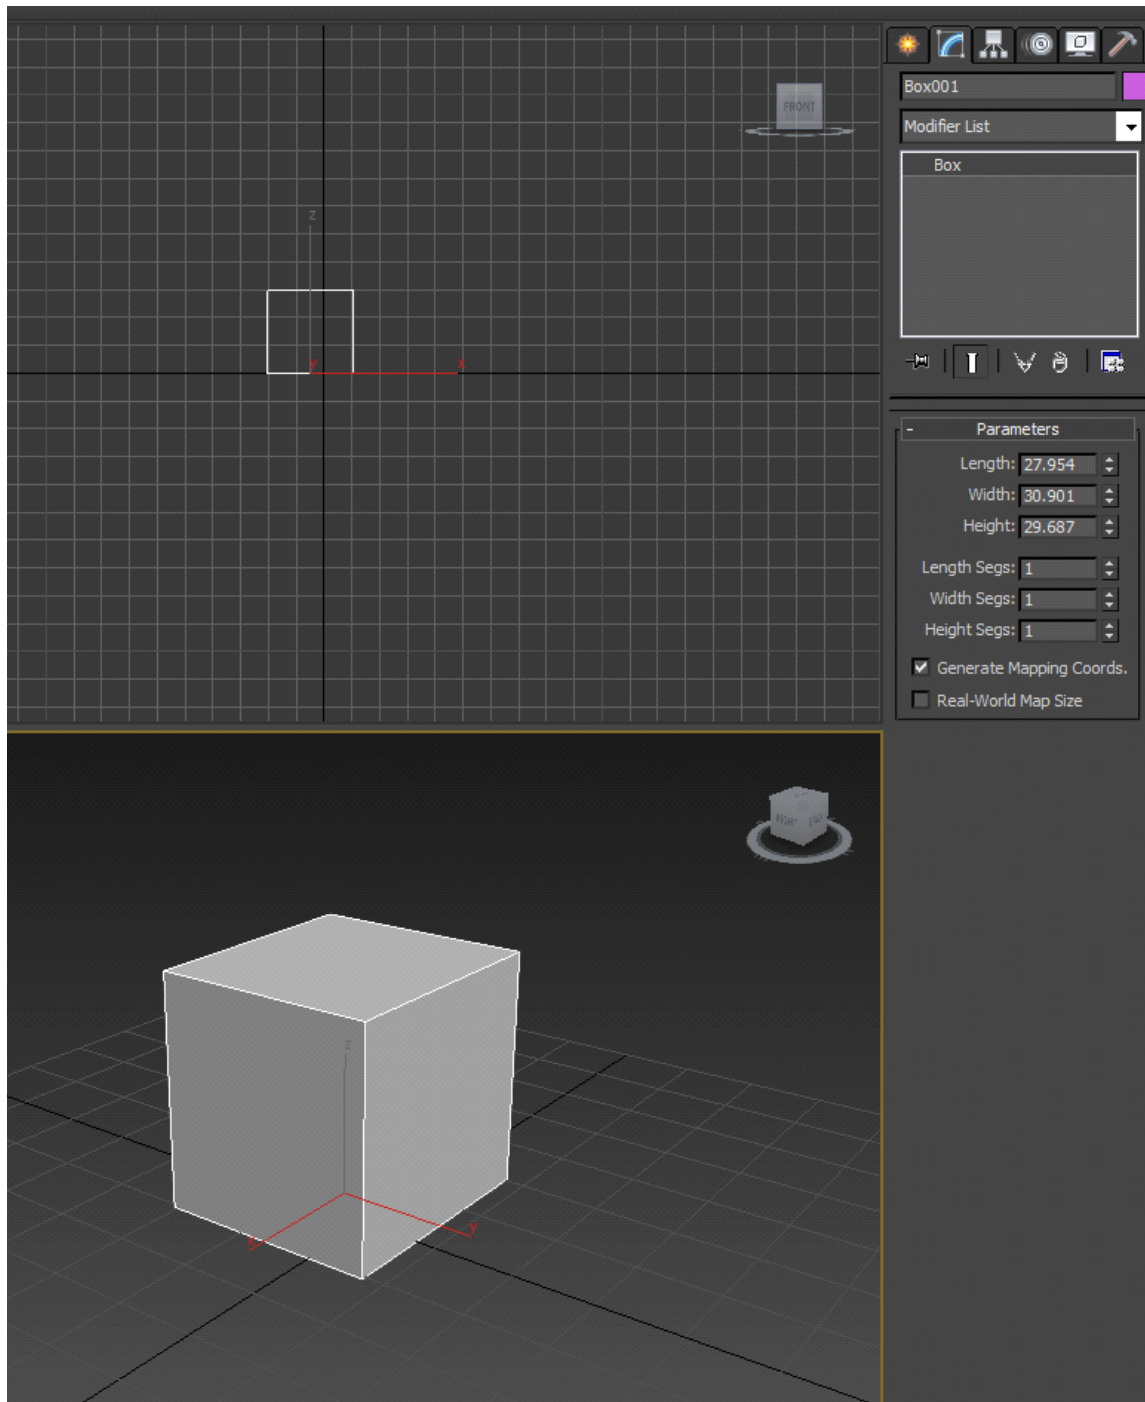 FRONT
z
y
x
Box001
Modifier List
Box
- Parameters
Length: 27.954
Width: 30.901
Height: 29.687
Length Segs: 1
Width Segs: 1
Height Segs: 1
Generate Mapping Coords.
Real-World Map Size
RIGHT
z
x
y